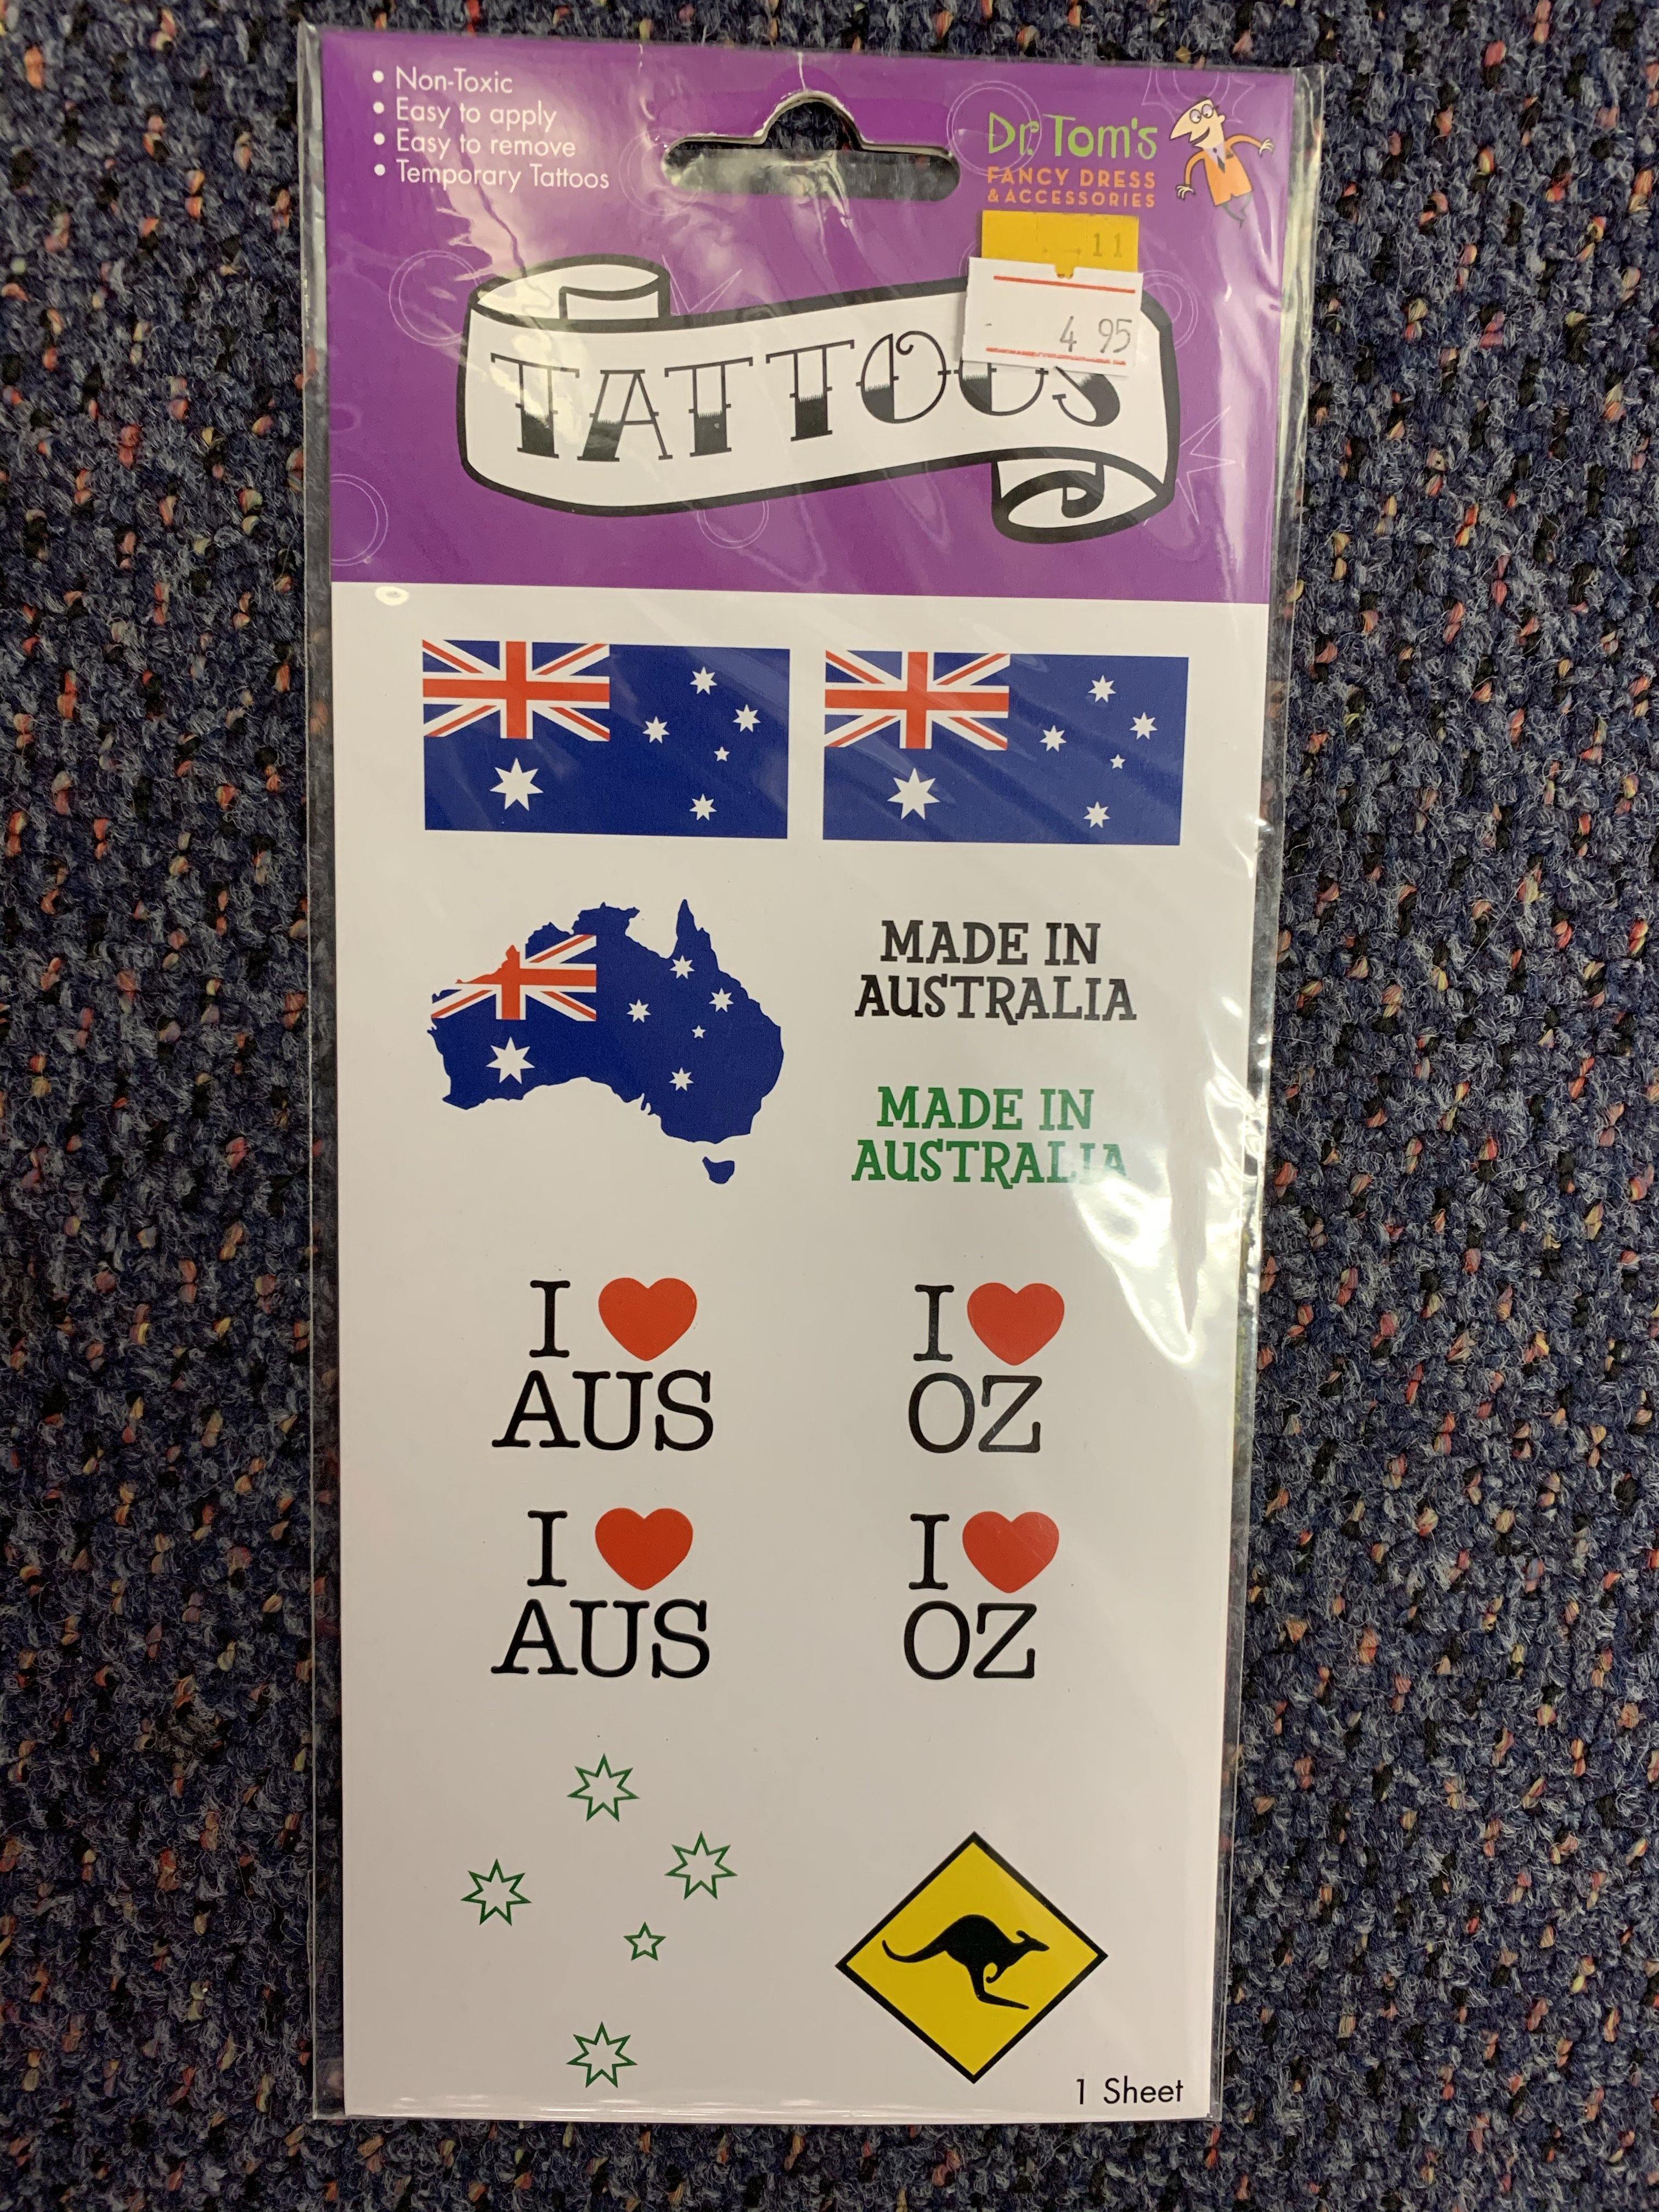 • Non-Toxic
• Easy to apply
• Easy to remove
• Temporary Tattoos
Dr. Tom's
FANCY DRESS
& ACCESSORIES
11
4 95
TATTOOS
MADE IN
AUSTRALIA
MADE IN
AUSTRALIA
I ❤
AUS
I ❤
OZ
I ❤
AUS
I ❤
OZ
1 Sheet